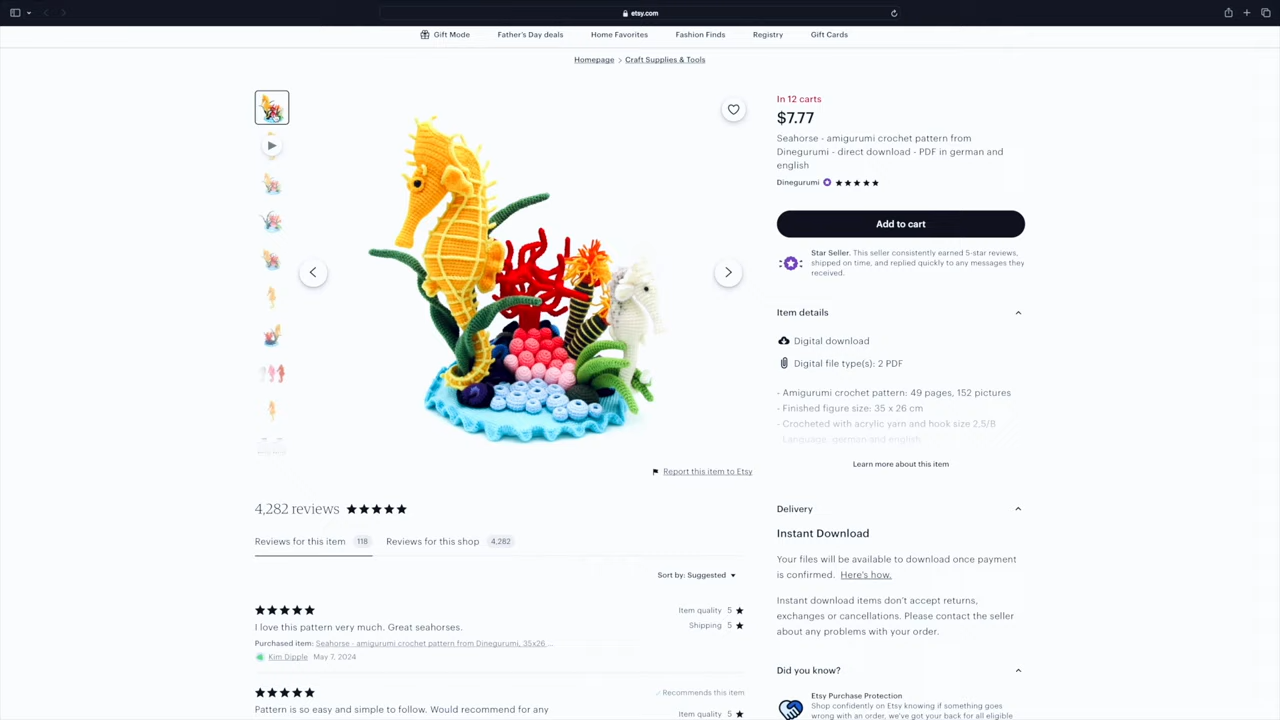 etsy.com
Gift Mode
Father's Day deals
Home Favorites
Fashion Finds
Registry
Gift Cards
Homepage > Craft Supplies & Tools
In 12 carts
$7.77
Seahorse - amigurumi crochet pattern from
Dinegurumi - direct download - PDF in german and
english
Dinegurumi
Add to cart
Star Seller. This seller consistently earned 5-star reviews,
shipped on time, and replied quickly to any messages they
received.
Item details
Digital download
Digital file type(s): 2 PDF
- Amigurumi crochet pattern: 49 pages, 152 pictures
- Finished figure size: 35 x 26 cm
- Crocheted with acrylic yarn and hook size 2,5/B
Language, german and english
Learn more about this item
Report this item to Etsy
4,282 reviews
Reviews for this item 118
Reviews for this shop 4,282
Sort by: Suggested
Item quality 5
I love this pattern very much. Great seahorses.
Shipping 5
Purchased item: Seahorse - amigurumi crochet pattern from Dinegurumi, 35x26 ...
Kim Dipple May 7, 2024
Recommends this item
Pattern is so easy and simple to follow. Would recommend for any
Item quality 5
Delivery
Instant Download
Your files will be available to download once payment
is confirmed. Here's how.
Instant download items don't accept returns,
exchanges or cancellations. Please contact the seller
about any problems with your order.
Did you know?
Etsy Purchase Protection
Shop confidently on Etsy knowing if something goes
wrong with an order, we've got your back for all eligible